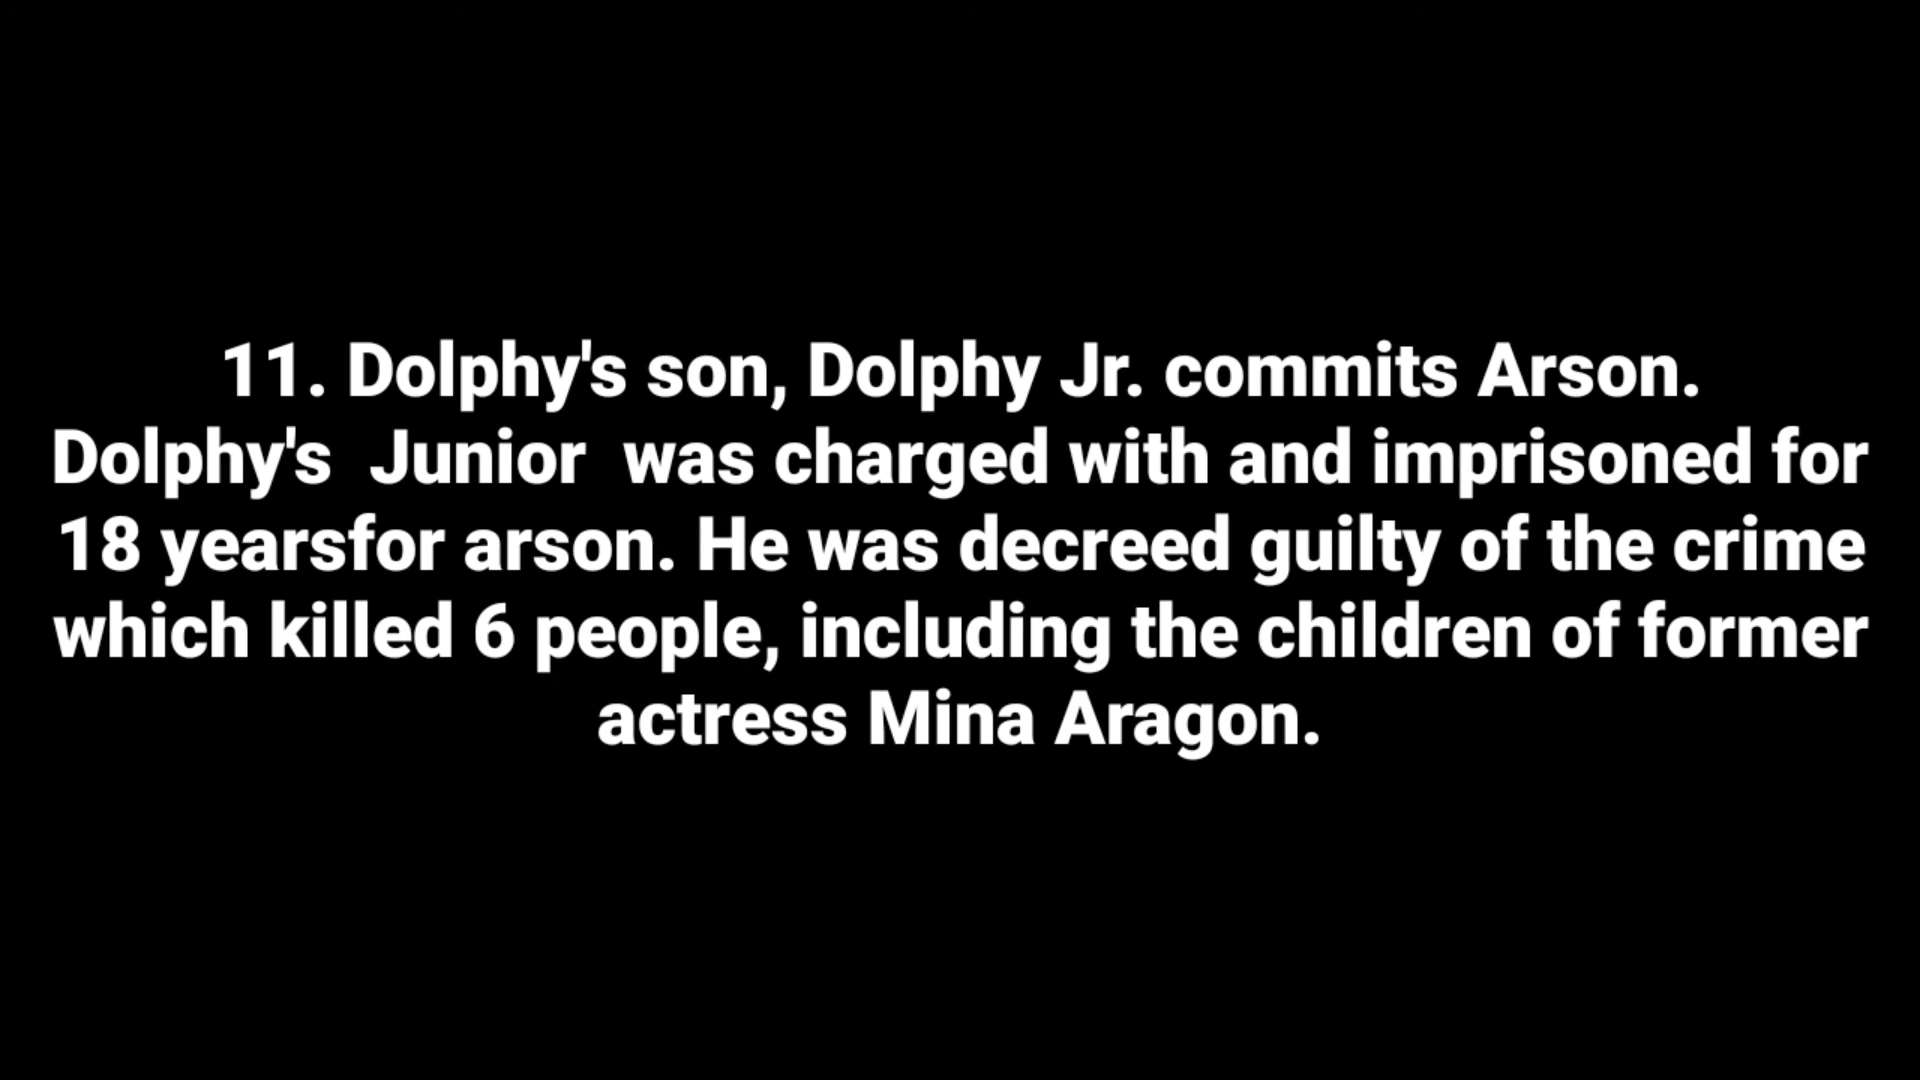 11. Dolphy's son, Dolphy Jr. commits Arson.
Dolphy's  Junior  was charged with and imprisoned for
18 yearsfor arson. He was decreed guilty of the crime
which killed 6 people, including the children of former
actress Mina Aragon.